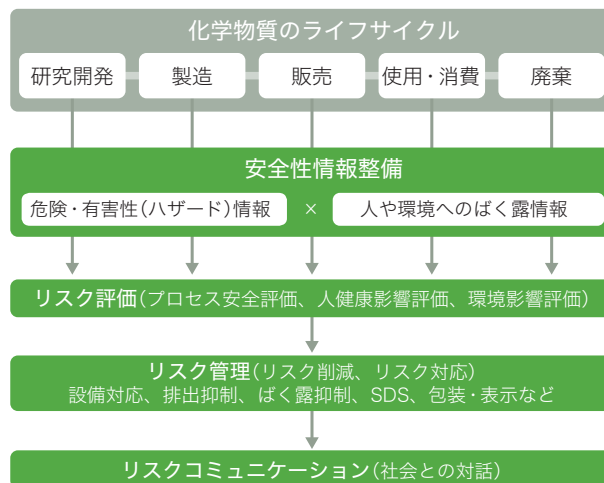 化学物質のライフサイクル
研究開発 製造 販売 使用・消費 廃棄
安全性情報整備
危険・有害性(ハザード)情報 × 人や環境へのばく露情報
リスク評価(プロセス安全評価、人健康影響評価、環境影響評価)
リスク管理(リスク削減、リスク対応)
設備対応、排出抑制、ばく露抑制、SDS、包装・表示など
リスクコミュニケーション(社会との対話)